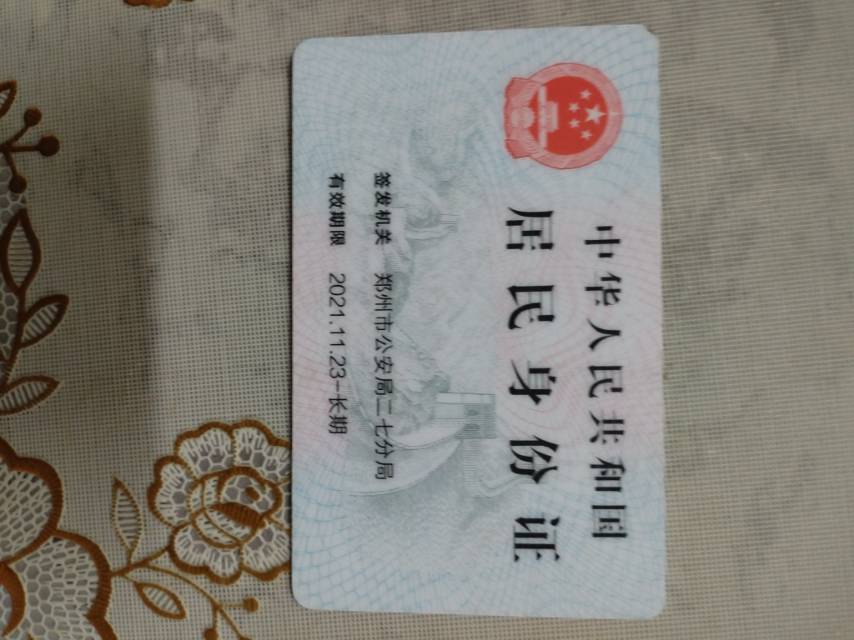 中华人民共和国
居民身份证
签发机关 郑州市公安局二七分局
有效期限 2021.11.23-长期